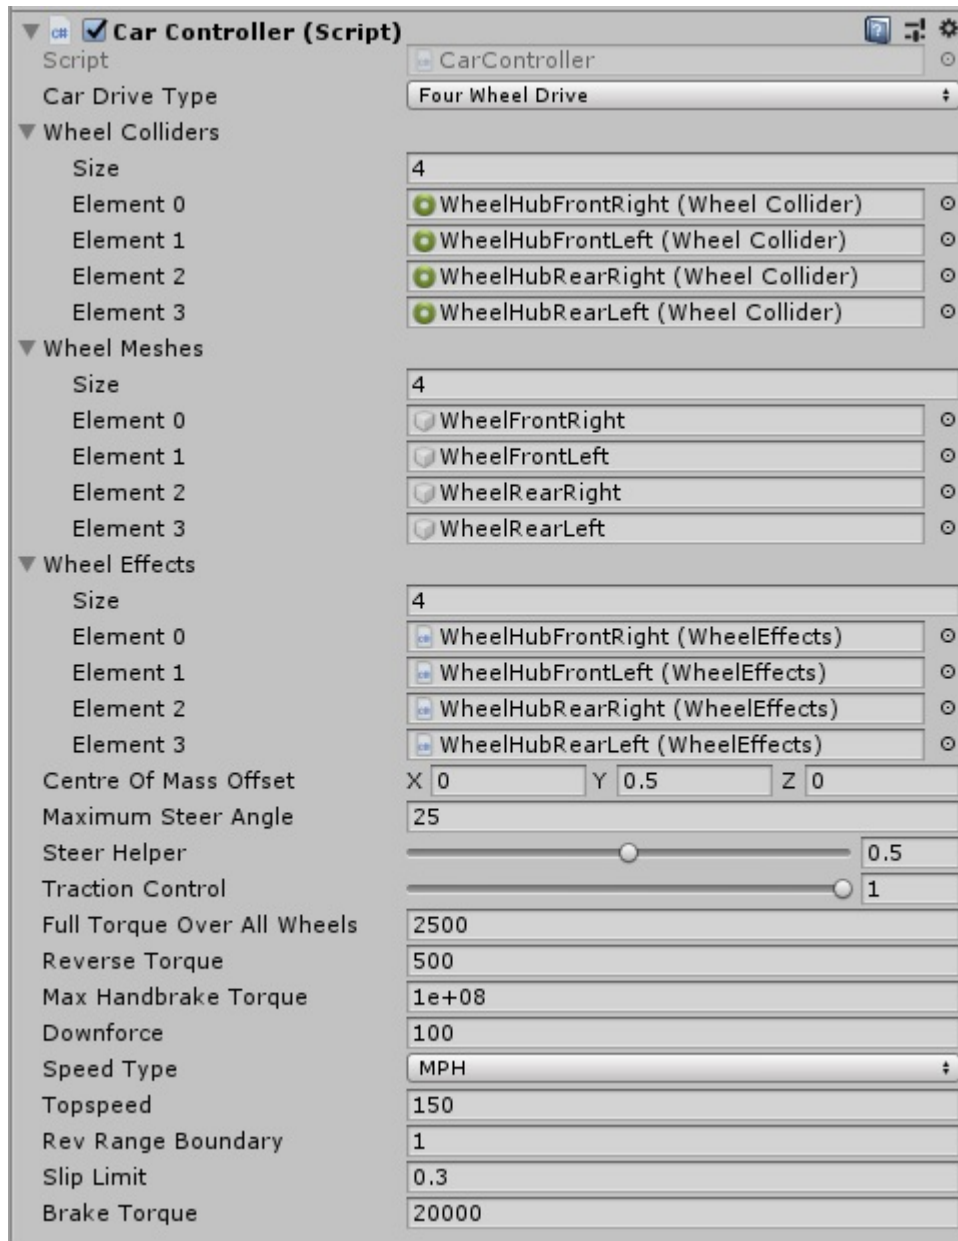 Car Controller (Script)
Script CarController
Car Drive Type Four Wheel Drive
Wheel Colliders
Size 4
Element 0 WheelHubFrontRight (Wheel Collider)
Element 1 WheelHubFrontLeft (Wheel Collider)
Element 2 WheelHubRearRight (Wheel Collider)
Element 3 WheelHubRearLeft (Wheel Collider)
Wheel Meshes
Size 4
Element 0 WheelFrontRight
Element 1 WheelFrontLeft
Element 2 WheelRearRight
Element 3 WheelRearLeft
Wheel Effects
Size 4
Element 0 WheelHubFrontRight (WheelEffects)
Element 1 WheelHubFrontLeft (WheelEffects)
Element 2 WheelHubRearRight (WheelEffects)
Element 3 WheelHubRearLeft (WheelEffects)
Centre Of Mass Offset X 0 Y 0.5 Z 0
Maximum Steer Angle 25
Steer Helper 0.5
Traction Control 1
Full Torque Over All Wheels 2500
Reverse Torque 500
Max Handbrake Torque 1e+08
Downforce 100
Speed Type MPH
Topspeed 150
Rev Range Boundary 1
Slip Limit 0.3
Brake Torque 20000